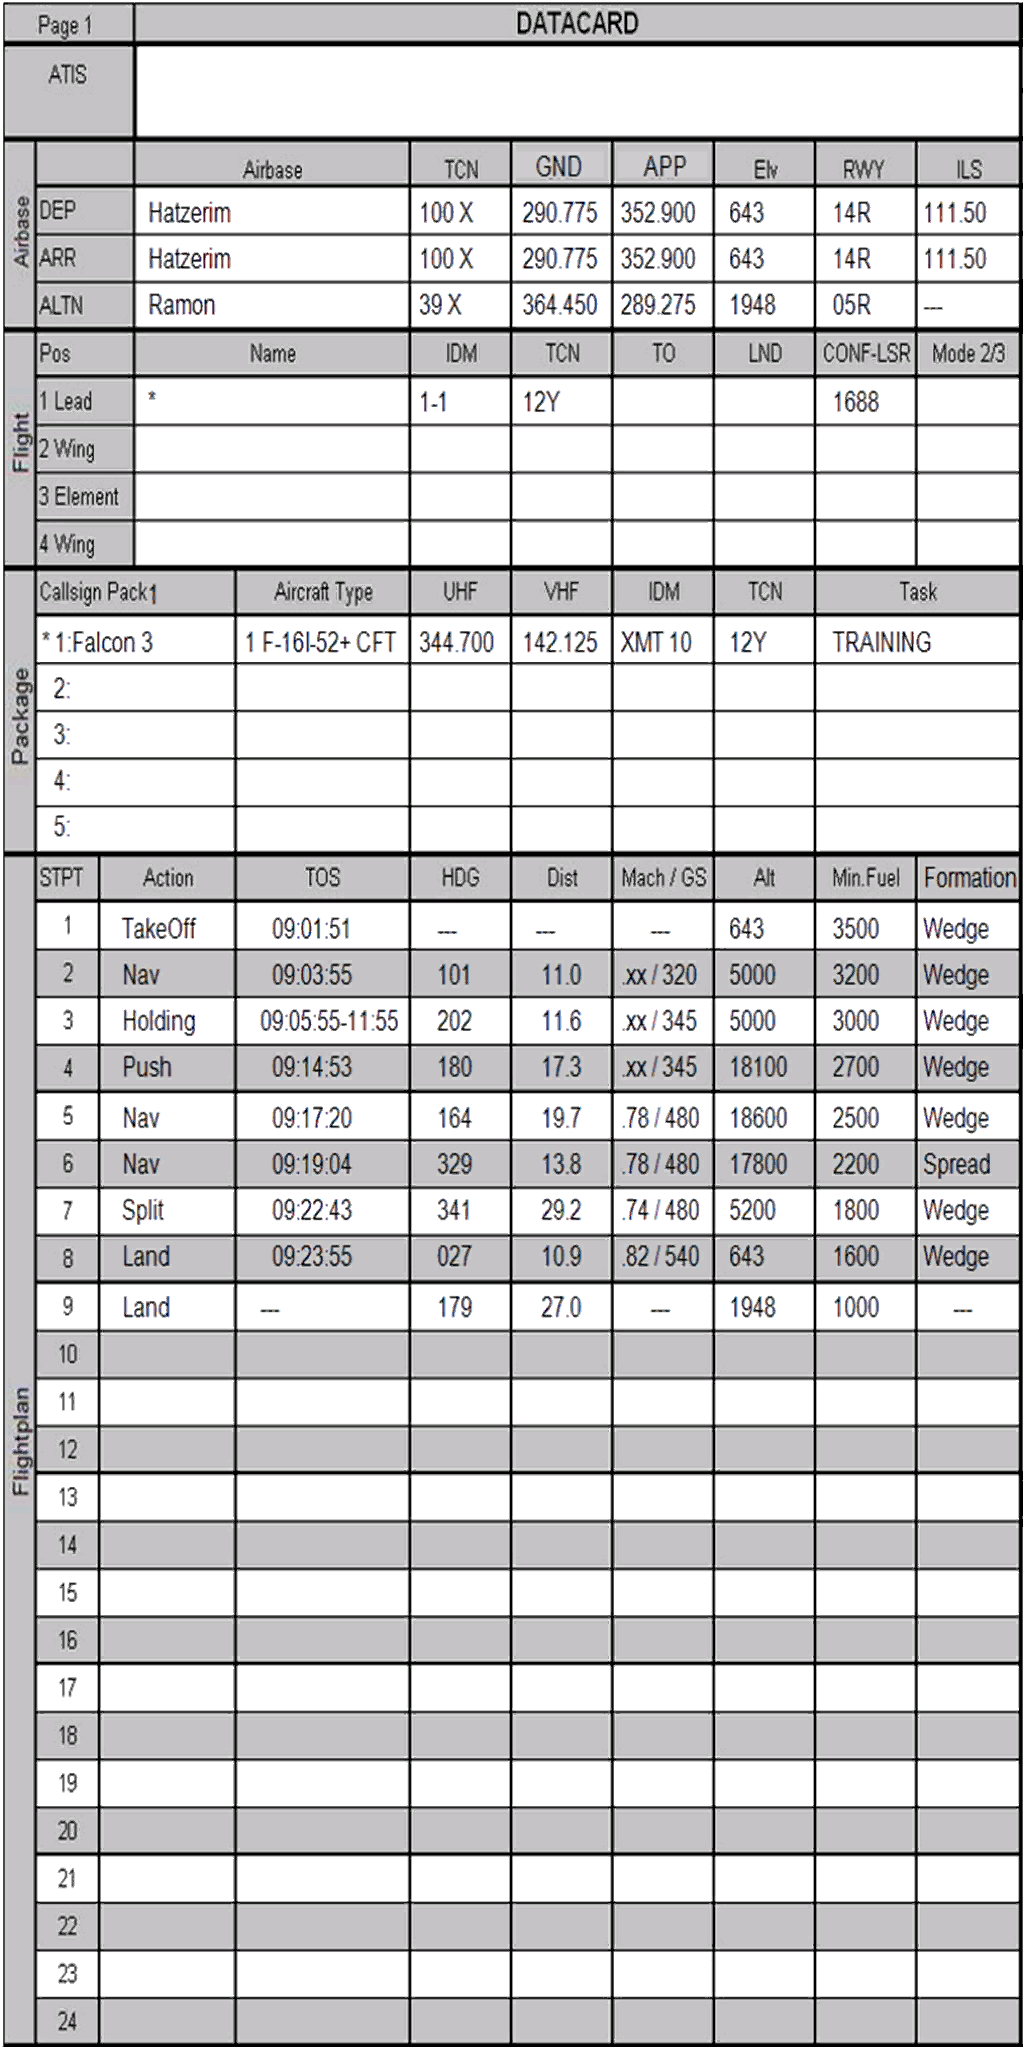 Page 1 DATACARD
ATIS
Airbase
Airbase TCN GND APP Elv RWY ILS
DEP Hatzerim 100 X 290.775 352.900 643 14R 111.50
ARR Hatzerim 100 X 290.775 352.900 643 14R 111.50
ALTN Ramon 39 X 364.450 289.275 1948 05R ---
Flight
Pos Name IDM TCN TO LND CONF-LSR Mode 2/3
1 Lead * 1-1 12Y 1688
2 Wing
3 Element
4 Wing
Package
Callsign Pack1 Aircraft Type UHF VHF IDM TCN Task
* 1:Falcon 3 1 F-16I-52+ CFT 344.700 142.125 XMT 10 12Y TRAINING
2:
3:
4:
5:
Flightplan
STPT Action TOS HDG Dist Mach / GS Alt Min.Fuel Formation
1 TakeOff 09:01:51 --- --- --- 643 3500 Wedge
2 Nav 09:03:55 101 11.0 .xx / 320 5000 3200 Wedge
3 Holding 09:05:55-11:55 202 11.6 .xx / 345 5000 3000 Wedge
4 Push 09:14:53 180 17.3 .xx / 345 18100 2700 Wedge
5 Nav 09:17:20 164 19.7 .78 / 480 18600 2500 Wedge
6 Nav 09:19:04 329 13.8 .78 / 480 17800 2200 Spread
7 Split 09:22:43 341 29.2 .74 / 480 5200 1800 Wedge
8 Land 09:23:55 027 10.9 .82 / 540 643 1600 Wedge
9 Land --- 179 27.0 --- 1948 1000 ---
10
11
12
13
14
15
16
17
18
19
20
21
22
23
24